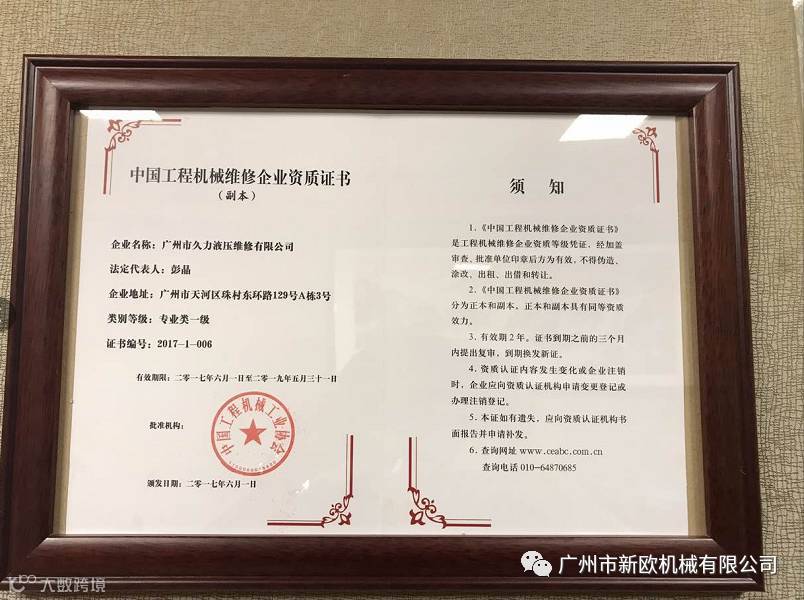 中国工程机械维修企业资质证书
（副本）
企业名称：广州市久力液压维修有限公司
法定代表人：彭晶
企业地址：广州市天河区珠村东环路129号A栋3号
类别等级：专业类一级
证书编号：2017-1-006
有效期限：二〇一七年六月一日至二〇一九年五月三十一日
批准机构：
中国工程机械工业协会
颁发日期：二〇一七年六月一日
须 知
1.《中国工程机械维修企业资质证书》
是工程机械维修企业资质等级凭证，经加盖
审查、批准单位印章后方为有效，不得伪造、
涂改、出租、出借和转让。
2.《中国工程机械维修企业资质证书》
分为正本和副本，正本和副本具有同等资质
效力。
3. 有效期2年。证书到期之前的三个月
内提出复审，到期换发新证。
4. 资质认证内容发生变化或企业注销
时，企业应向资质认证机构申请变更登记或
办理注销登记。
5. 本证如有遗失，应向资质认证机构书
面报告并申请补发。
6. 查询网址 www.ceabc.com.cn
查询电话 010-64870685
广州市新欧机械有限公司
大数跨境